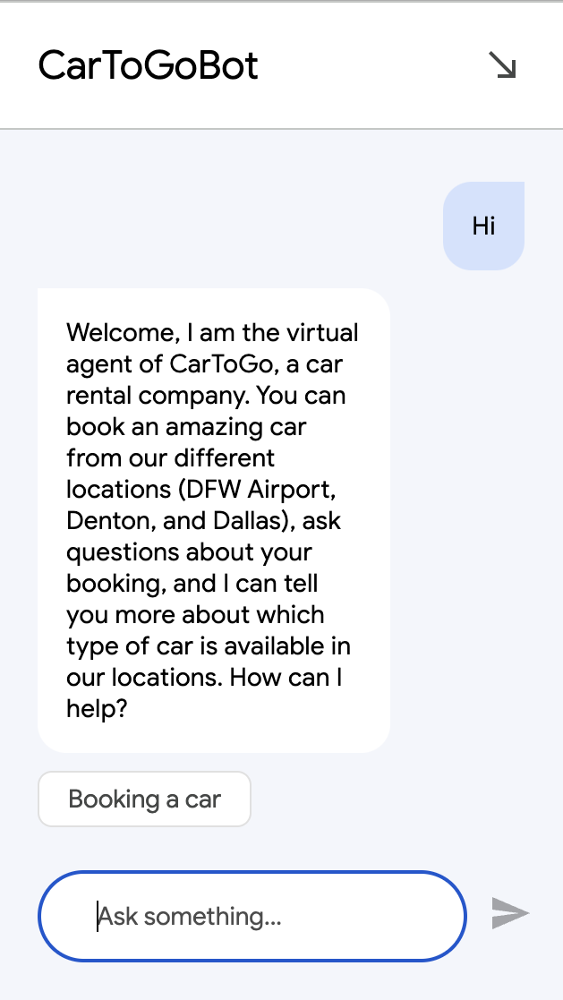 CarToGoBot
Hi
Welcome, I am the virtual
agent of CarToGo, a car
rental company. You can
book an amazing car
from our different
locations (DFW Airport,
Denton, and Dallas), ask
questions about your
booking, and I can tell
you more about which
type of car is available in
our locations. How can I
help?
Booking a car
Ask something...